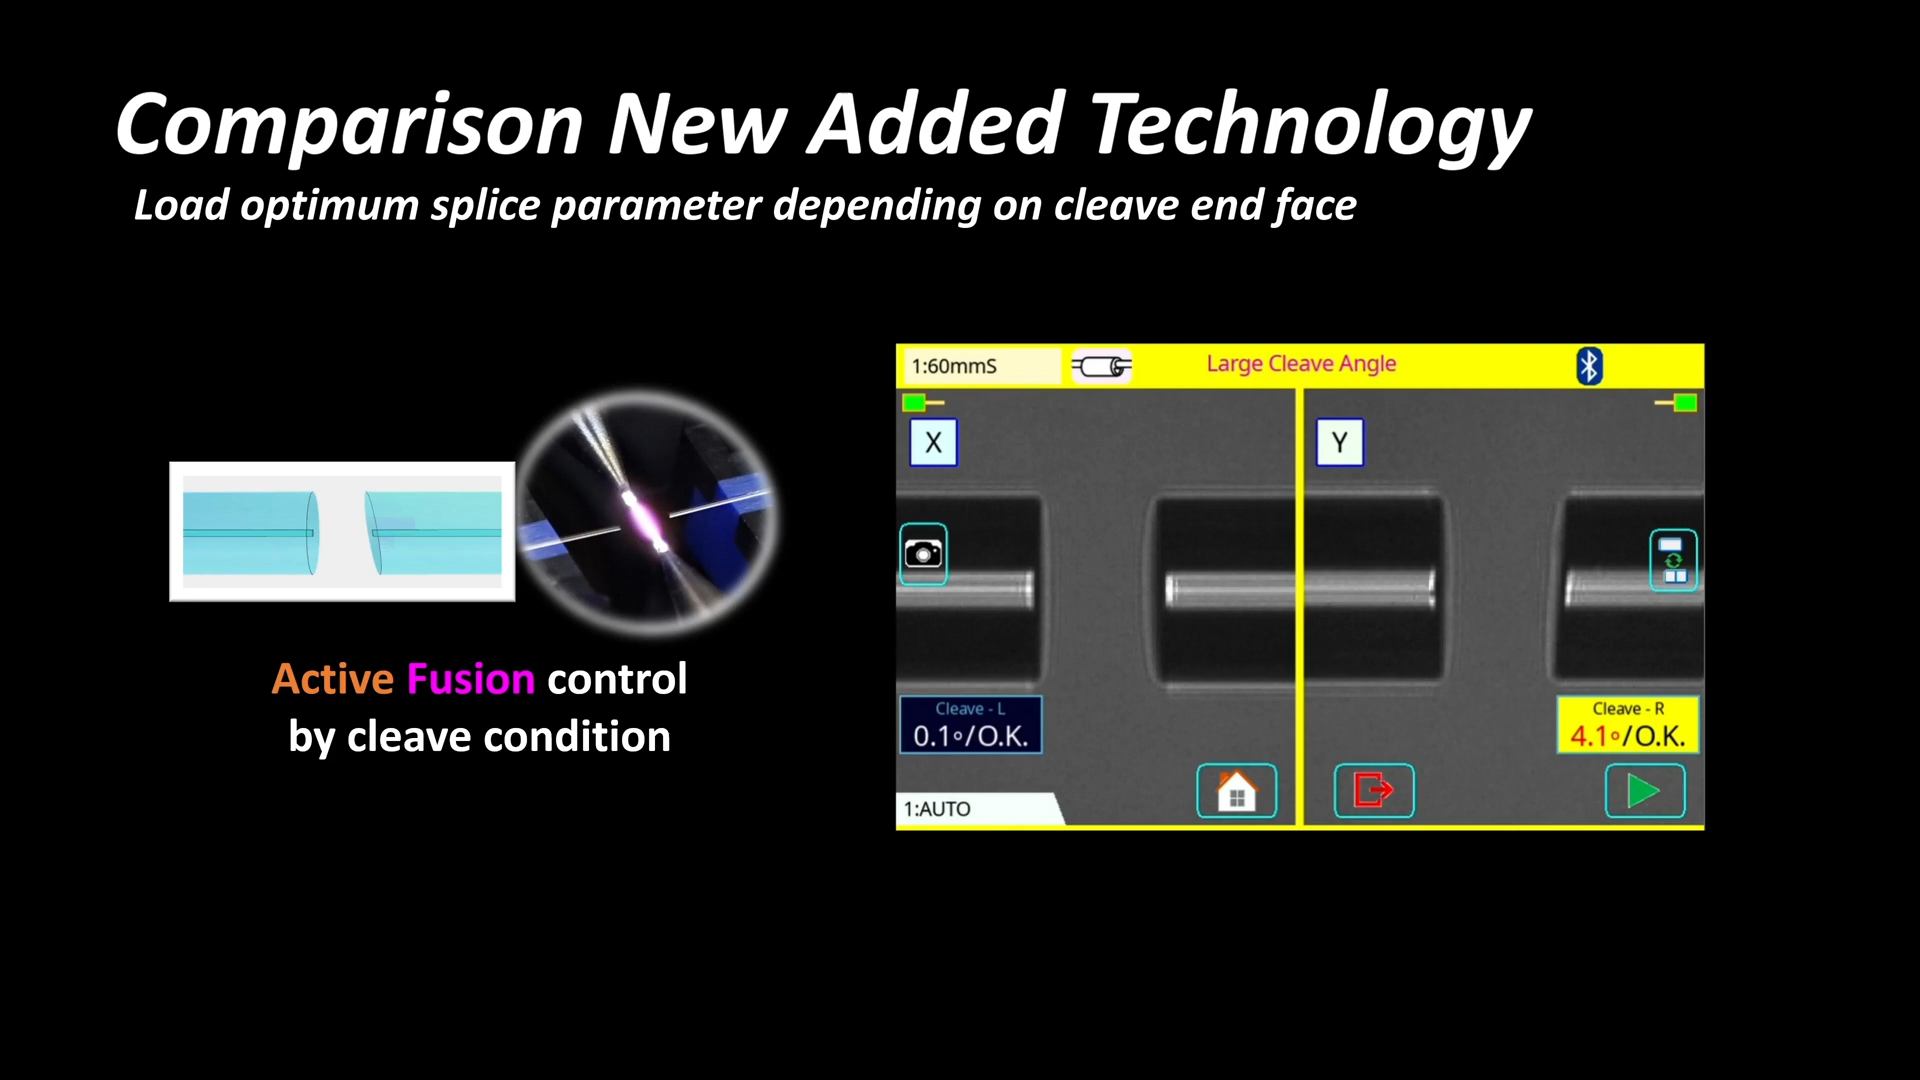 Comparison New Added Technology
Load optimum splice parameter depending on cleave end face
Active Fusion control
by cleave condition
1:60mmS
Large Cleave Angle
X
Y
Cleave - L
0.1°/O.K.
Cleave - R
4.1°/O.K.
1:AUTO